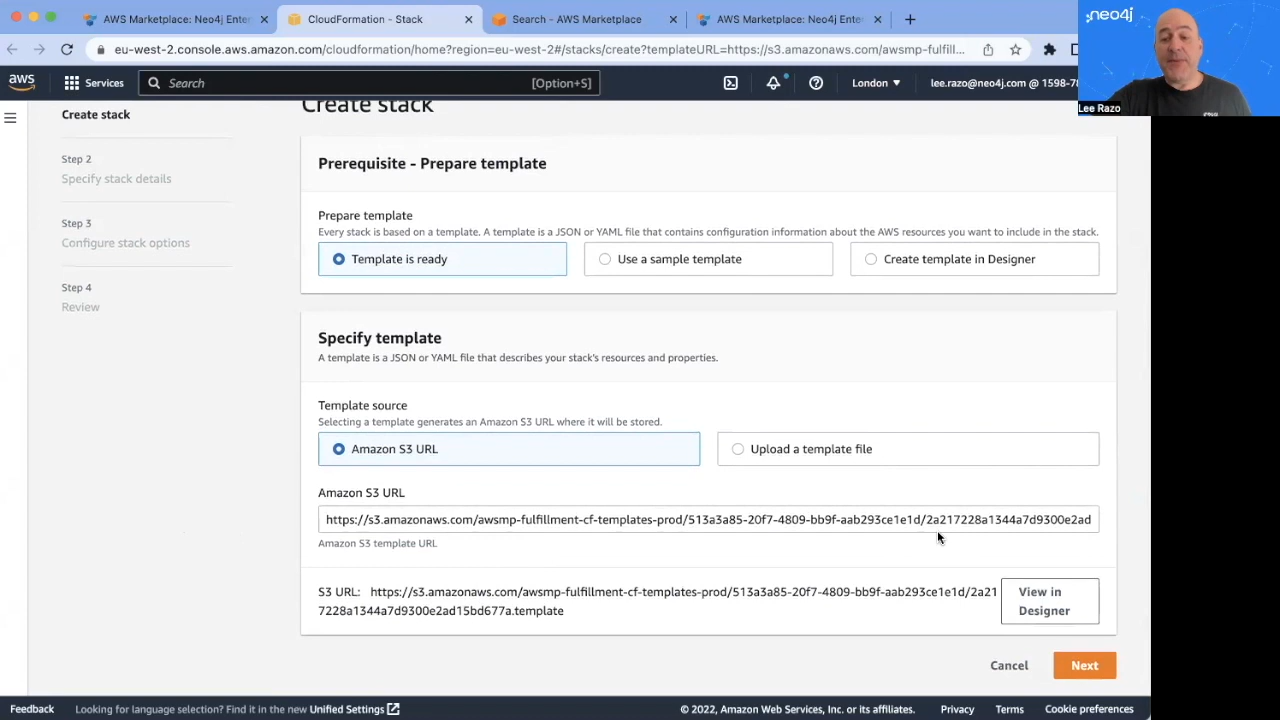 AWS Marketplace: Neo4j Enter
CloudFormation - Stack
Search - AWS Marketplace
AWS Marketplace: Neo4j Ente
eu-west-2.console.aws.amazon.com/cloudformation/home?region=eu-west-2#/stacks/create?templateURL=https://s3.amazonaws.com/awsmp-fulfill...
neo4j
aws
Services
Search
[Option+S]
London
lee.razo@neo4j.com @ 1598-78
Lee Razo
Create stack
Step 2
Specify stack details
Step 3
Configure stack options
Step 4
Review
Create stack
Prerequisite - Prepare template
Prepare template
Every stack is based on a template. A template is a JSON or YAML file that contains configuration information about the AWS resources you want to include in the stack.
Template is ready
Use a sample template
Create template in Designer
Specify template
A template is a JSON or YAML file that describes your stack's resources and properties.
Template source
Selecting a template generates an Amazon S3 URL where it will be stored.
Amazon S3 URL
Upload a template file
Amazon S3 URL
https://s3.amazonaws.com/awsmp-fulfillment-cf-templates-prod/513a3a85-20f7-4809-bb9f-aab293ce1e1d/2a217228a1344a7d9300e2ad
Amazon S3 template URL
S3 URL: https://s3.amazonaws.com/awsmp-fulfillment-cf-templates-prod/513a3a85-20f7-4809-bb9f-aab293ce1e1d/2a21
7228a1344a7d9300e2ad15bd677a.template
View in
Designer
Cancel
Next
Feedback
Looking for language selection? Find it in the new Unified Settings
© 2022, Amazon Web Services, Inc. or its affiliates.
Privacy
Terms
Cookie preferences